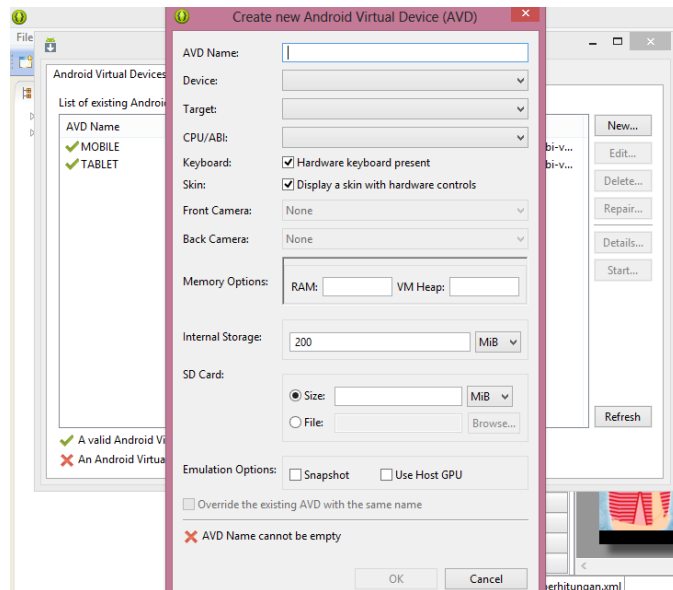 Create new Android Virtual Device (AVD)
File
Android Virtual Devices
List of existing Androi
AVD Name
MOBILE
TABLET
bi-v...
bi-v...
New...
Edit...
Delete...
Repair...
Details...
Start...
Refresh
A valid Android Vi
An Android Virtua
AVD Name:
Device:
Target:
CPU/ABI:
Keyboard: Hardware keyboard present
Skin: Display a skin with hardware controls
Front Camera: None
Back Camera: None
Memory Options: RAM: VM Heap:
Internal Storage: 200 MiB
SD Card:
Size: MiB
File: Browse...
Emulation Options: Snapshot Use Host GPU
Override the existing AVD with the same name
AVD Name cannot be empty
OK Cancel
erhitungan.xml